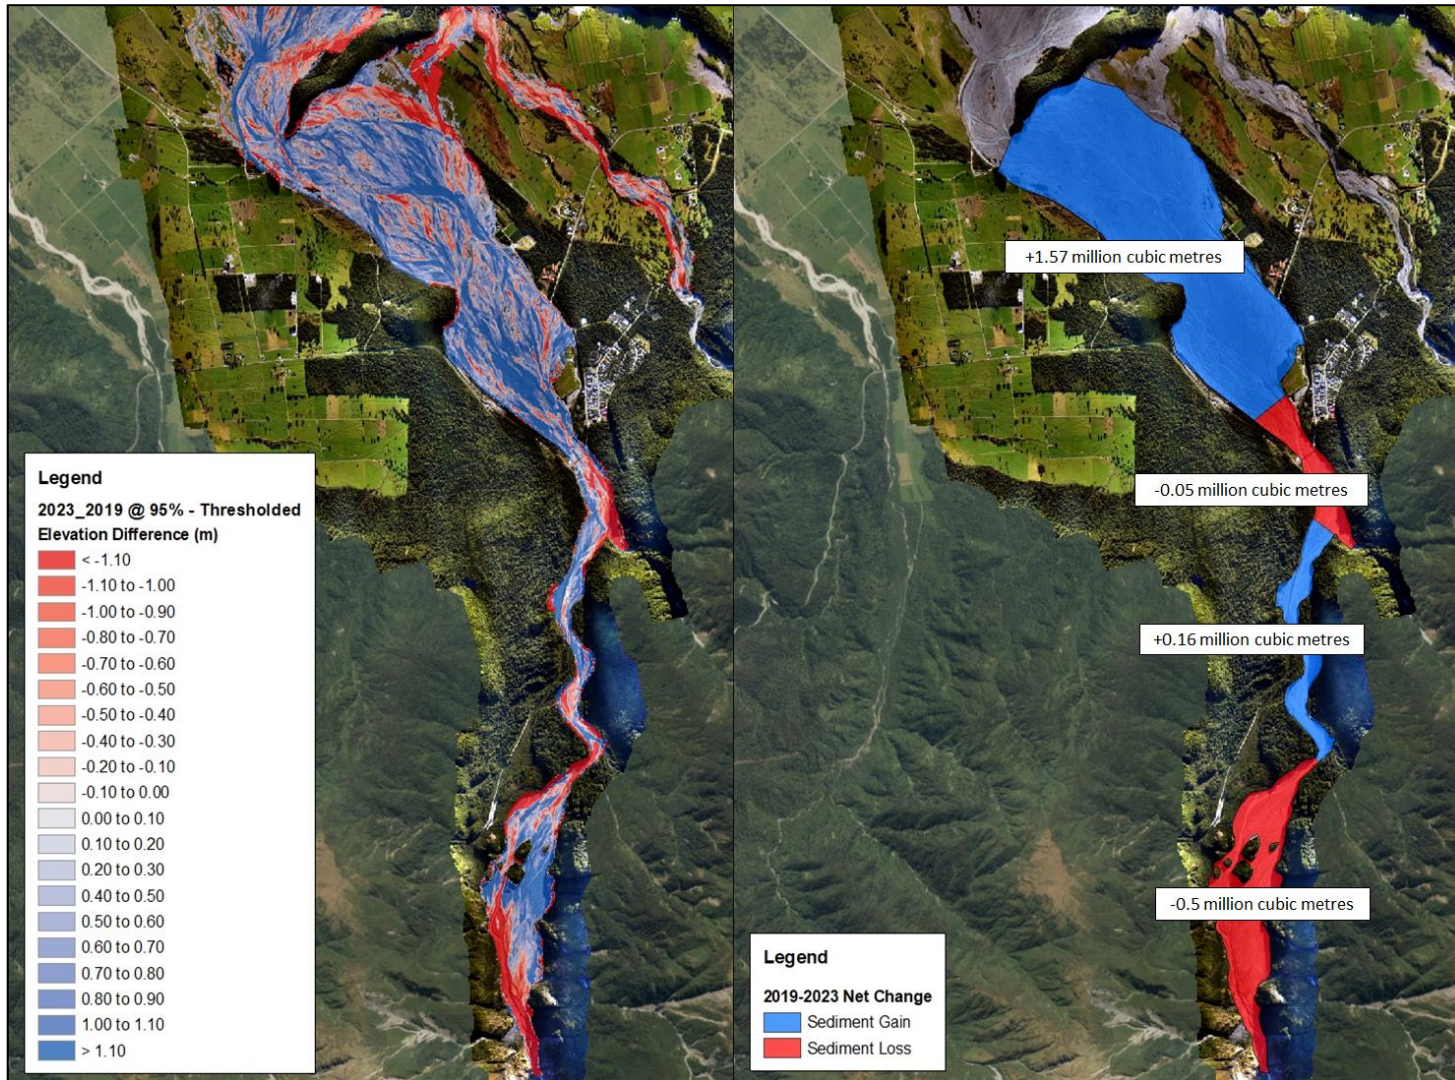 Legend
2023_2019 @ 95% - Thresholded
Elevation Difference (m)
< -1.10
-1.10 to -1.00
-1.00 to -0.90
-0.80 to -0.70
-0.70 to -0.60
-0.60 to -0.50
-0.50 to -0.40
-0.40 to -0.30
-0.20 to -0.10
-0.10 to 0.00
0.00 to 0.10
0.10 to 0.20
0.20 to 0.30
0.40 to 0.50
0.50 to 0.60
0.60 to 0.70
0.70 to 0.80
0.80 to 0.90
1.00 to 1.10
> 1.10
+1.57 million cubic metres
-0.05 million cubic metres
+0.16 million cubic metres
-0.5 million cubic metres
Legend
2019-2023 Net Change
Sediment Gain
Sediment Loss